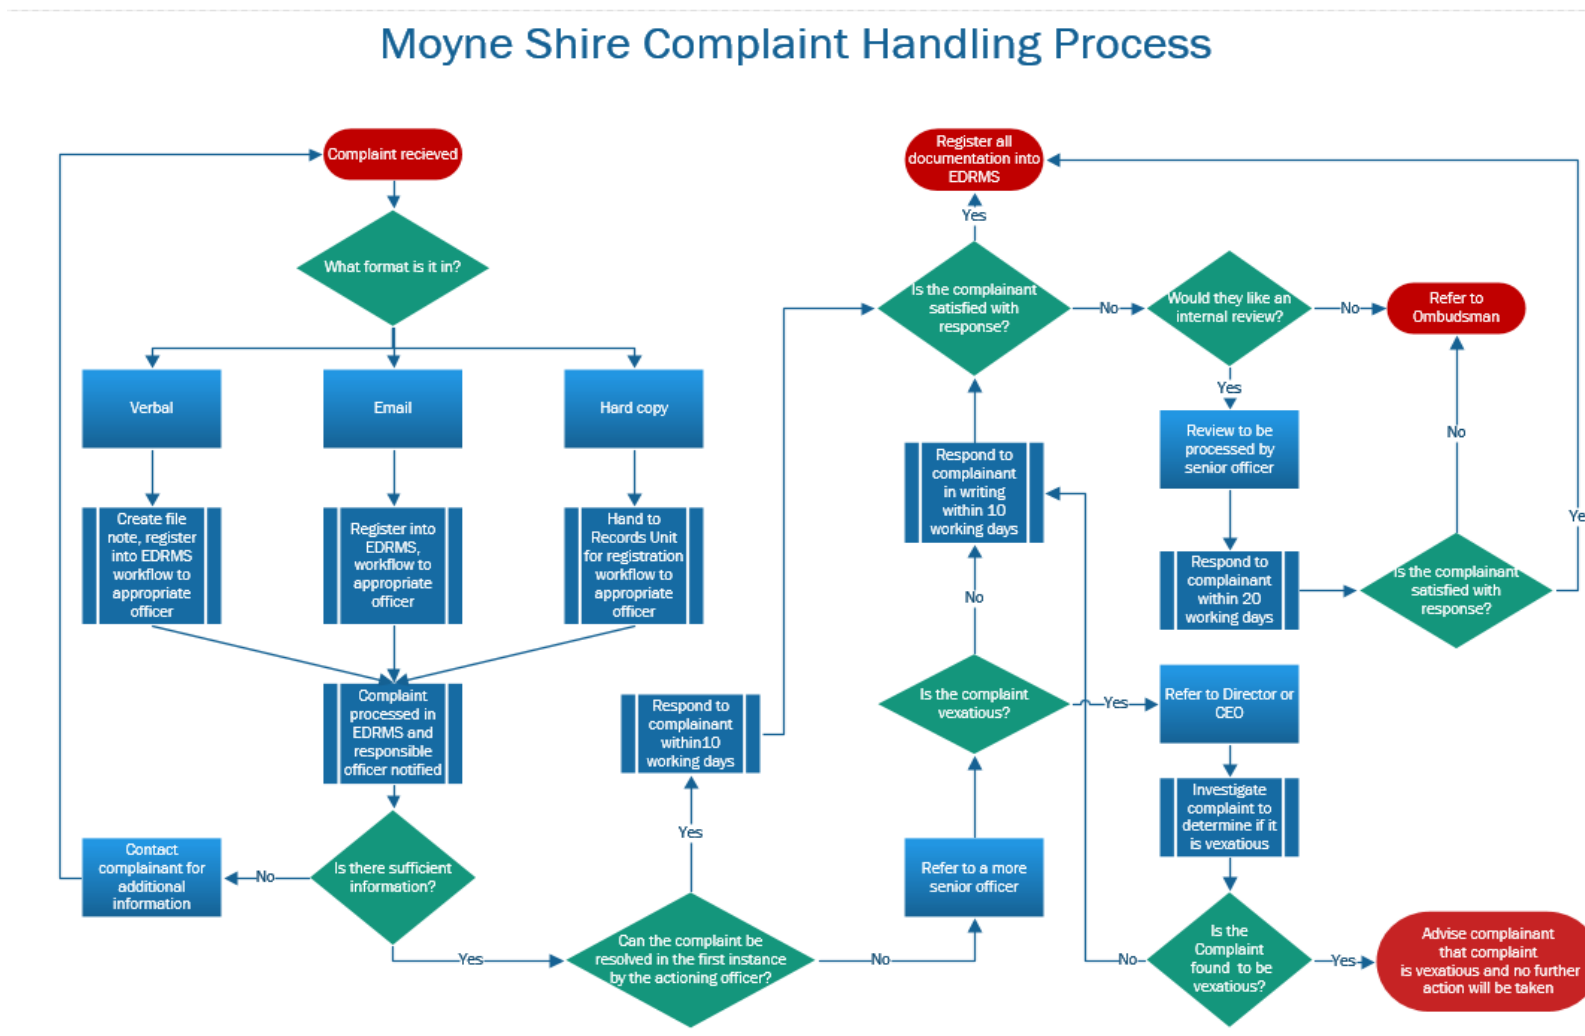 Moyne Shire Complaint Handling Process
Complaint recieved
What format is it in?
Verbal
Email
Hard copy
Create file
note, register
into EDRMS
workflow to
appropriate
officer
Register into
EDRMS,
workflow to
appropriate
officer
Hand to
Records Unit
for registration
workflow to
appropriate
officer
Complaint
processed in
EDRMS and
responsible
officer notified
Is there sufficient
information?
No
Contact
complainant for
additional
information
Yes
Can the complaint be
resolved in the first instance
by the actioning officer?
Yes
Respond to
complainant
within10
working days
No
Refer to a more
senior officer
Is the complaint
vexatious?
No
Respond to
complainant
in writing
within 10
working days
Is the complainant
satisfied with
response?
Yes
Register all
documentation into
EDRMS
No
Would they like an
internal review?
No
Refer to
Ombudsman
Yes
Review to be
processed by
senior officer
Respond to
complainant
within 20
working days
Is the complainant
satisfied with
response?
No
Ye
Yes
Refer to Director or
CEO
Investigate
complaint to
determine if it
is vexatious
Is the
Complaint
found to be
vexatious?
No
Yes
Advise complainant
that complaint
is vexatious and no further
action will be taken